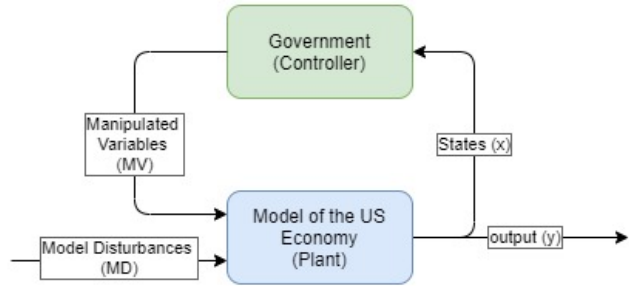 Government
(Controller)
Manipulated
Variables
(MV)
States (x)
Model of the US
Economy
(Plant)
output (y)
Model Disturbances
(MD)